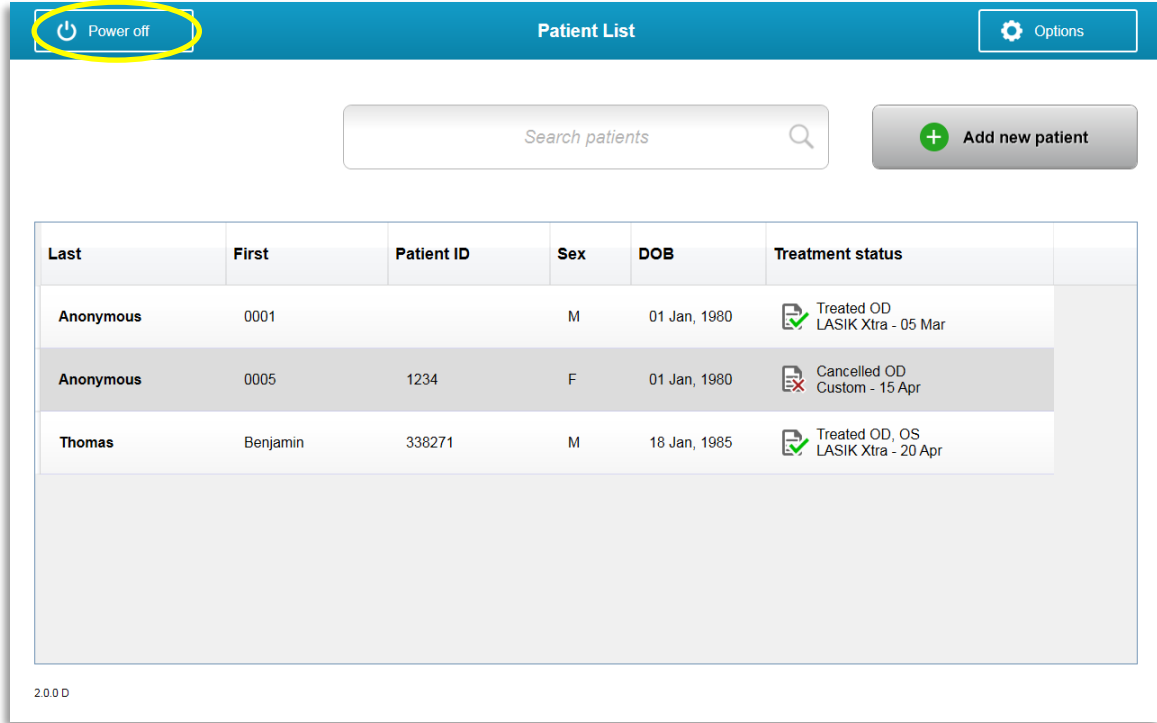 Power off
Patient List
Options
Search patients
Add new patient
Last First Patient ID Sex DOB Treatment status
Anonymous 0001 M 01 Jan, 1980 Treated OD
LASIK Xtra - 05 Mar
Anonymous 0005 1234 F 01 Jan, 1980 Cancelled OD
Custom - 15 Apr
Thomas Benjamin 338271 M 18 Jan, 1985 Treated OD, OS
LASIK Xtra - 20 Apr
2.0.0 D